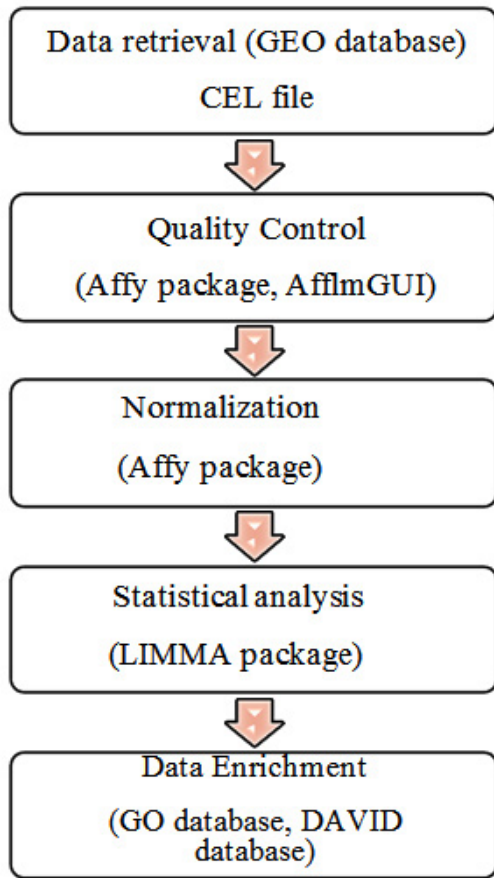 Data retrieval (GEO database)
CEL file
Quality Control
(Affy package, AfflmGUI)
Normalization
(Affy package)
Statistical analysis
(LIMMA package)
Data Enrichment
(GO database, DAVID
database)